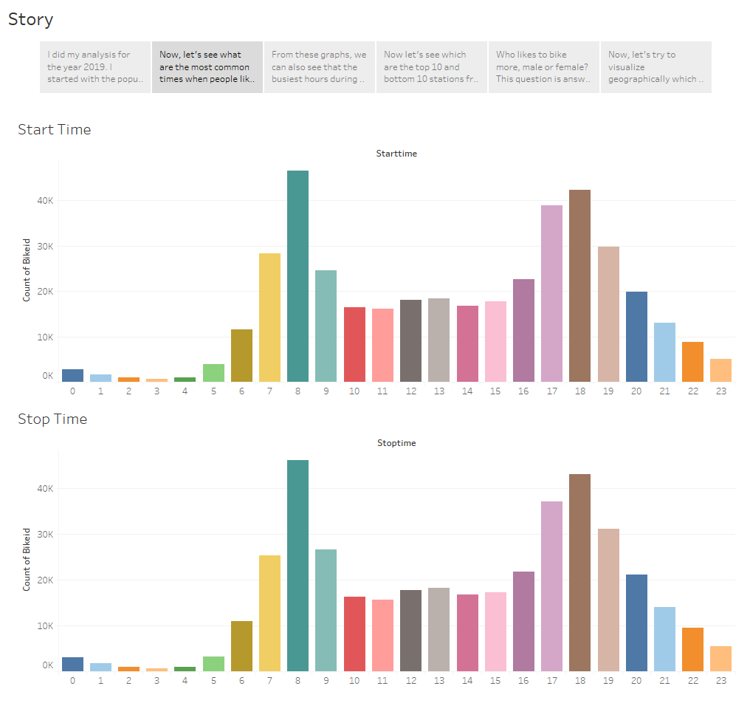 Story
I did my analysis for
the year 2019. I
started with the popu..
Now, let's see what
are the most common
times when people lik..
From these graphs, we
can also see that the
busiest hours during ..
Now let's see which
are the top 10 and
bottom 10 stations fr..
Who likes to bike
more, male or female?
This question is answ..
Now, let's try to
visualize
geographically which ..
Start Time
Starttime
Count of Bikeid
40K
30K
20K
10K
0K
0 1 2 3 4 5 6 7 8 9 10 11 12 13 14 15 16 17 18 19 20 21 22 23
Stop Time
Stoptime
Count of Bikeid
40K
30K
20K
10K
0K
0 1 2 3 4 5 6 7 8 9 10 11 12 13 14 15 16 17 18 19 20 21 22 23